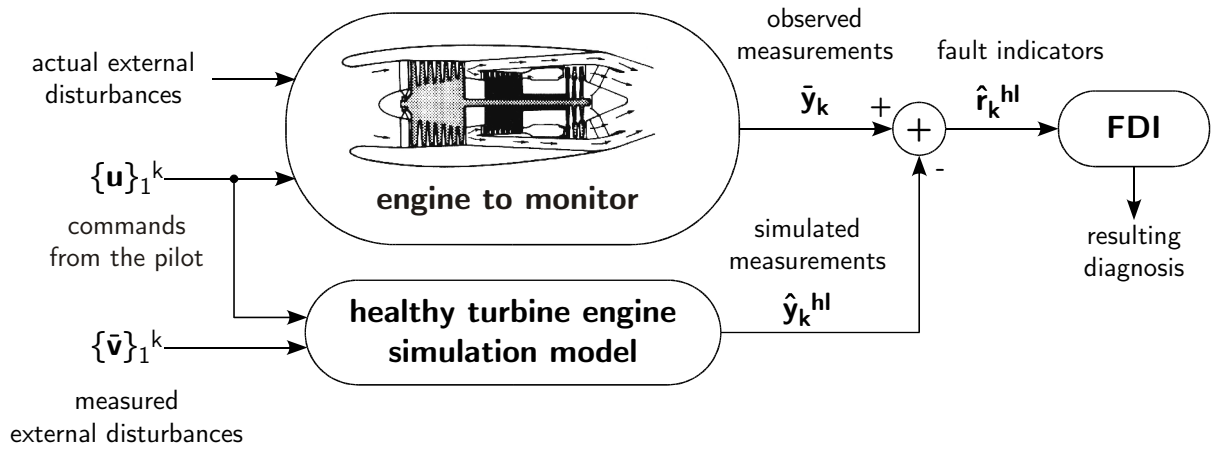 actual external
disturbances
{u}₁ᵏ
commands
from the pilot
{v̄}₁ᵏ
measured
external disturbances
engine to monitor
healthy turbine engine
simulation model
observed
measurements
ȳₖ
simulated
measurements
ŷₖʰˡ
+
+
-
fault indicators
r̂ₖʰˡ
FDI
resulting
diagnosis